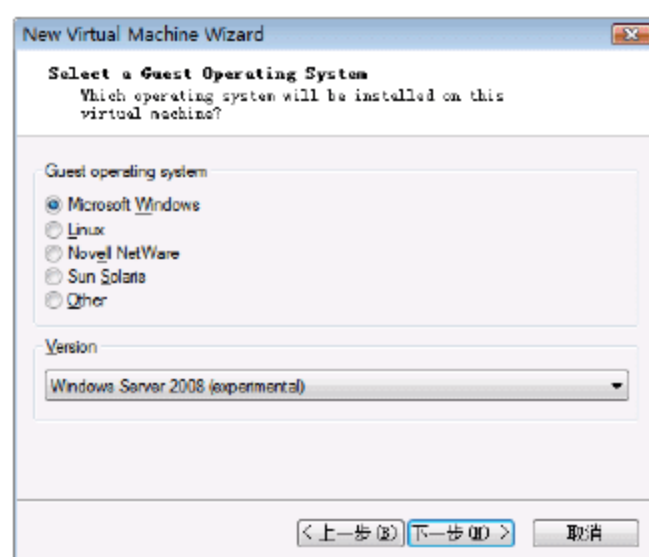 New Virtual Machine Wizard
Select a Guest Operating System
Which operating system will be installed on this
virtual machine?
Guest operating system
Microsoft Windows
Linux
Novell NetWare
Sun Solaris
Other
Version
Windows Server 2008 (experimental)
<上一步(B) 下一步(N) > 取消